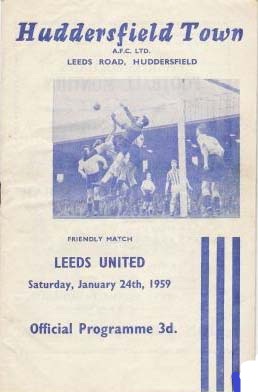 Huddersfield Town
A.F.C. LTD.
LEEDS ROAD, HUDDERSFIELD
FRIENDLY MATCH
LEEDS UNITED
Saturday, January 24th, 1959
Official Programme 3d.